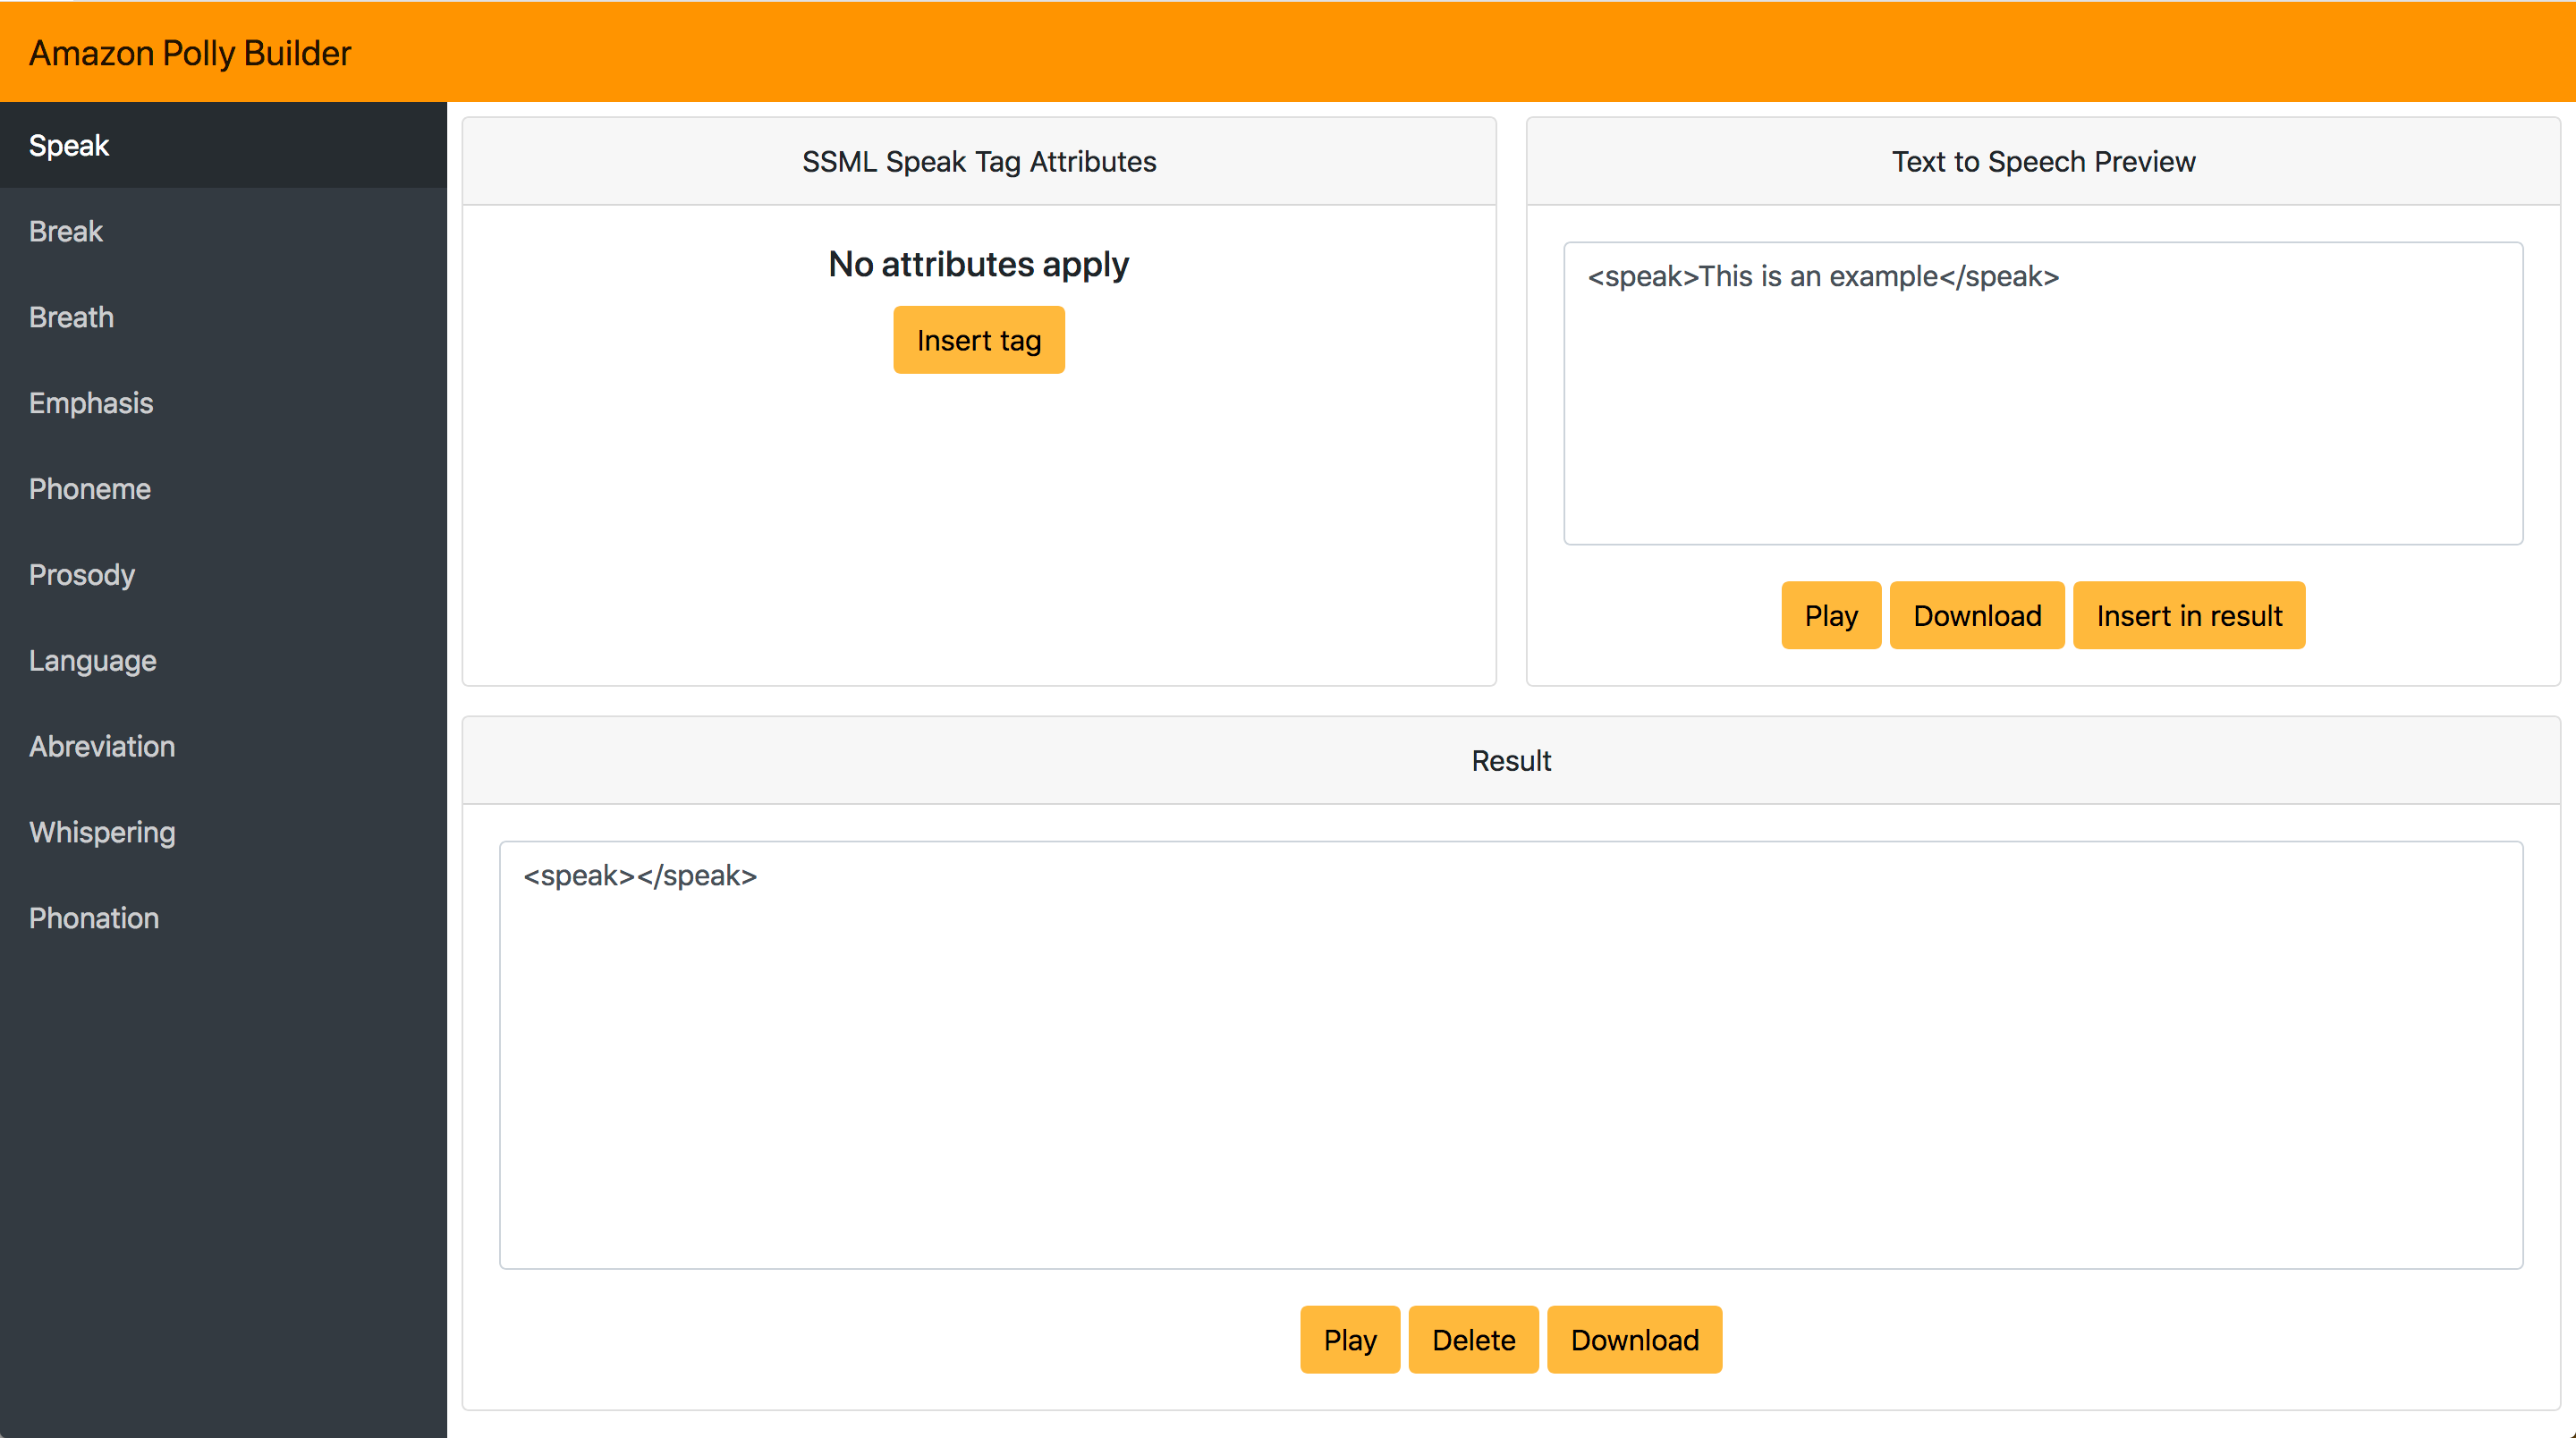 Amazon Polly Builder
Speak
Break
Breath
Emphasis
Phoneme
Prosody
Language
Abreviation
Whispering
Phonation
SSML Speak Tag Attributes
No attributes apply
Insert tag
Text to Speech Preview
<speak>This is an example</speak>
Play Download Insert in result
Result
<speak></speak>
Play Delete Download